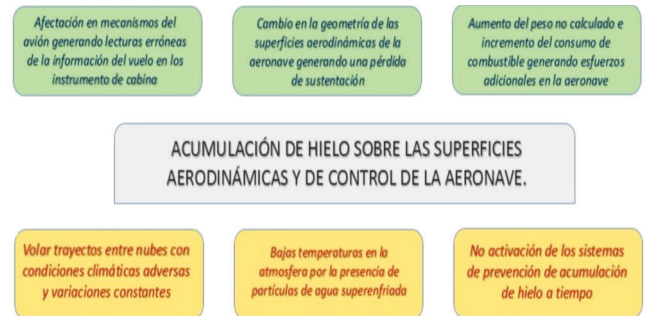 Afectación en mecanismos del
avión generando lecturas erróneas
de la información del vuelo en los
instrumento de cabina
Cambio en la geometría de las
superficies aerodinámicas de la
aeronave generando una pérdida
de sustentación
Aumento del peso no calculado e
incremento del consumo de
combustible generando esfuerzos
adicionales en la aeronave
ACUMULACIÓN DE HIELO SOBRE LAS SUPERFICIES
AERODINÁMICAS Y DE CONTROL DE LA AERONAVE.
Volar trayectos entre nubes con
condiciones climáticas adversas
y variaciones constantes
Bajas temperaturas en la
atmosfera por la presencia de
partículas de agua superenfriada
No activación de los sistemas
de prevención de acumulación
de hielo a tiempo